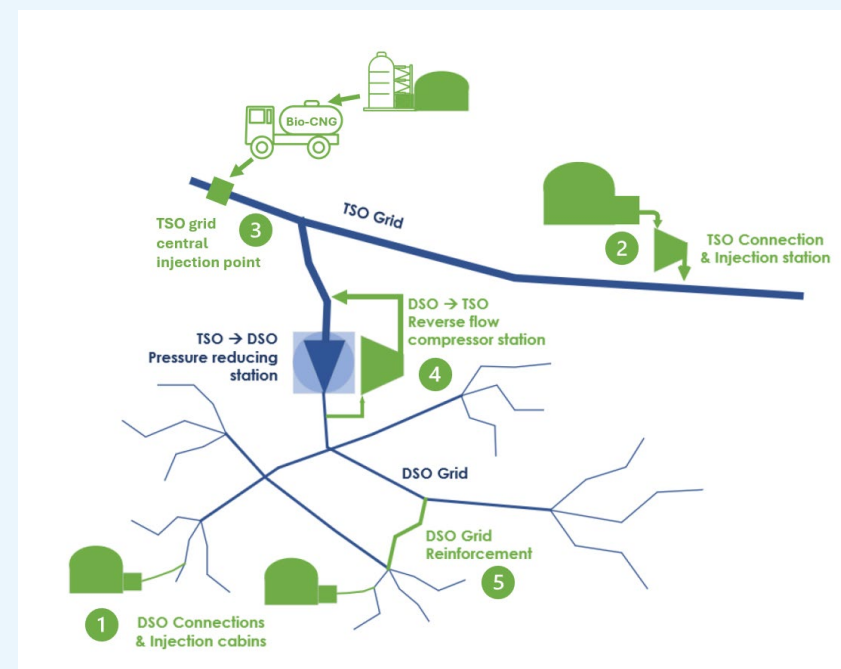 Bio-CNG
TSO Grid
TSO grid
central
injection point
3
2
TSO Connection
& Injection station
DSO → TSO
Reverse flow
compressor station
4
TSO → DSO
Pressure reducing
station
DSO Grid
DSO Grid
Reinforcement
5
1
DSO Connections
& Injection cabins